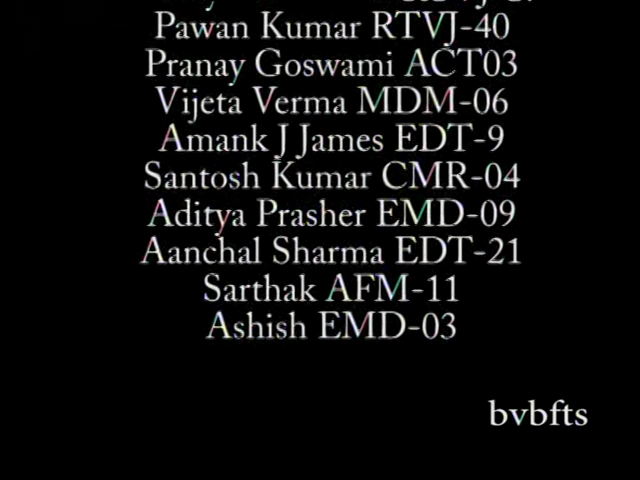 Pawan Kumar RTVJ-40
Pranay Goswami ACT03
Vijeta Verma MDM-06
Amank J James EDT-9
Santosh Kumar CMR-04
Aditya Prasher EMD-09
Aanchal Sharma EDT-21
Sarthak AFM-11
Ashish EMD-03
bvbfts